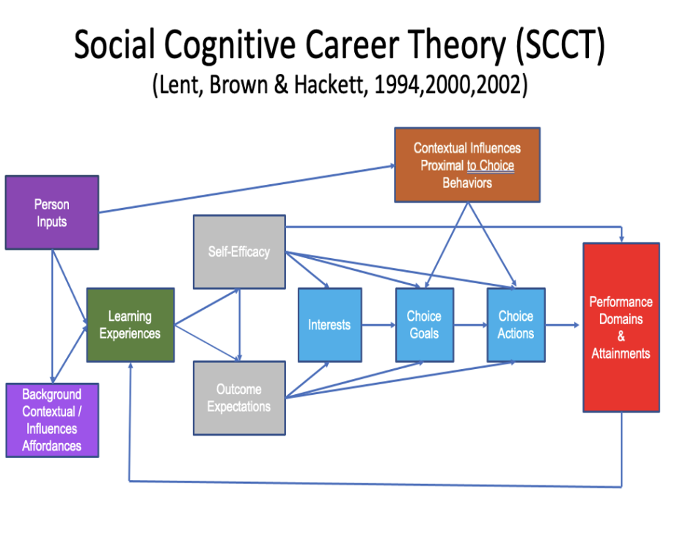 Social Cognitive Career Theory (SCCT)
(Lent, Brown & Hackett, 1994,2000,2002)
Contextual Influences
Proximal to Choice
Behaviors
Person
Inputs
Self-Efficacy
Learning
Experiences
Interests
Choice
Goals
Choice
Actions
Performance
Domains
&
Attainments
Outcome
Expectations
Background
Contextual /
Influences
Affordances